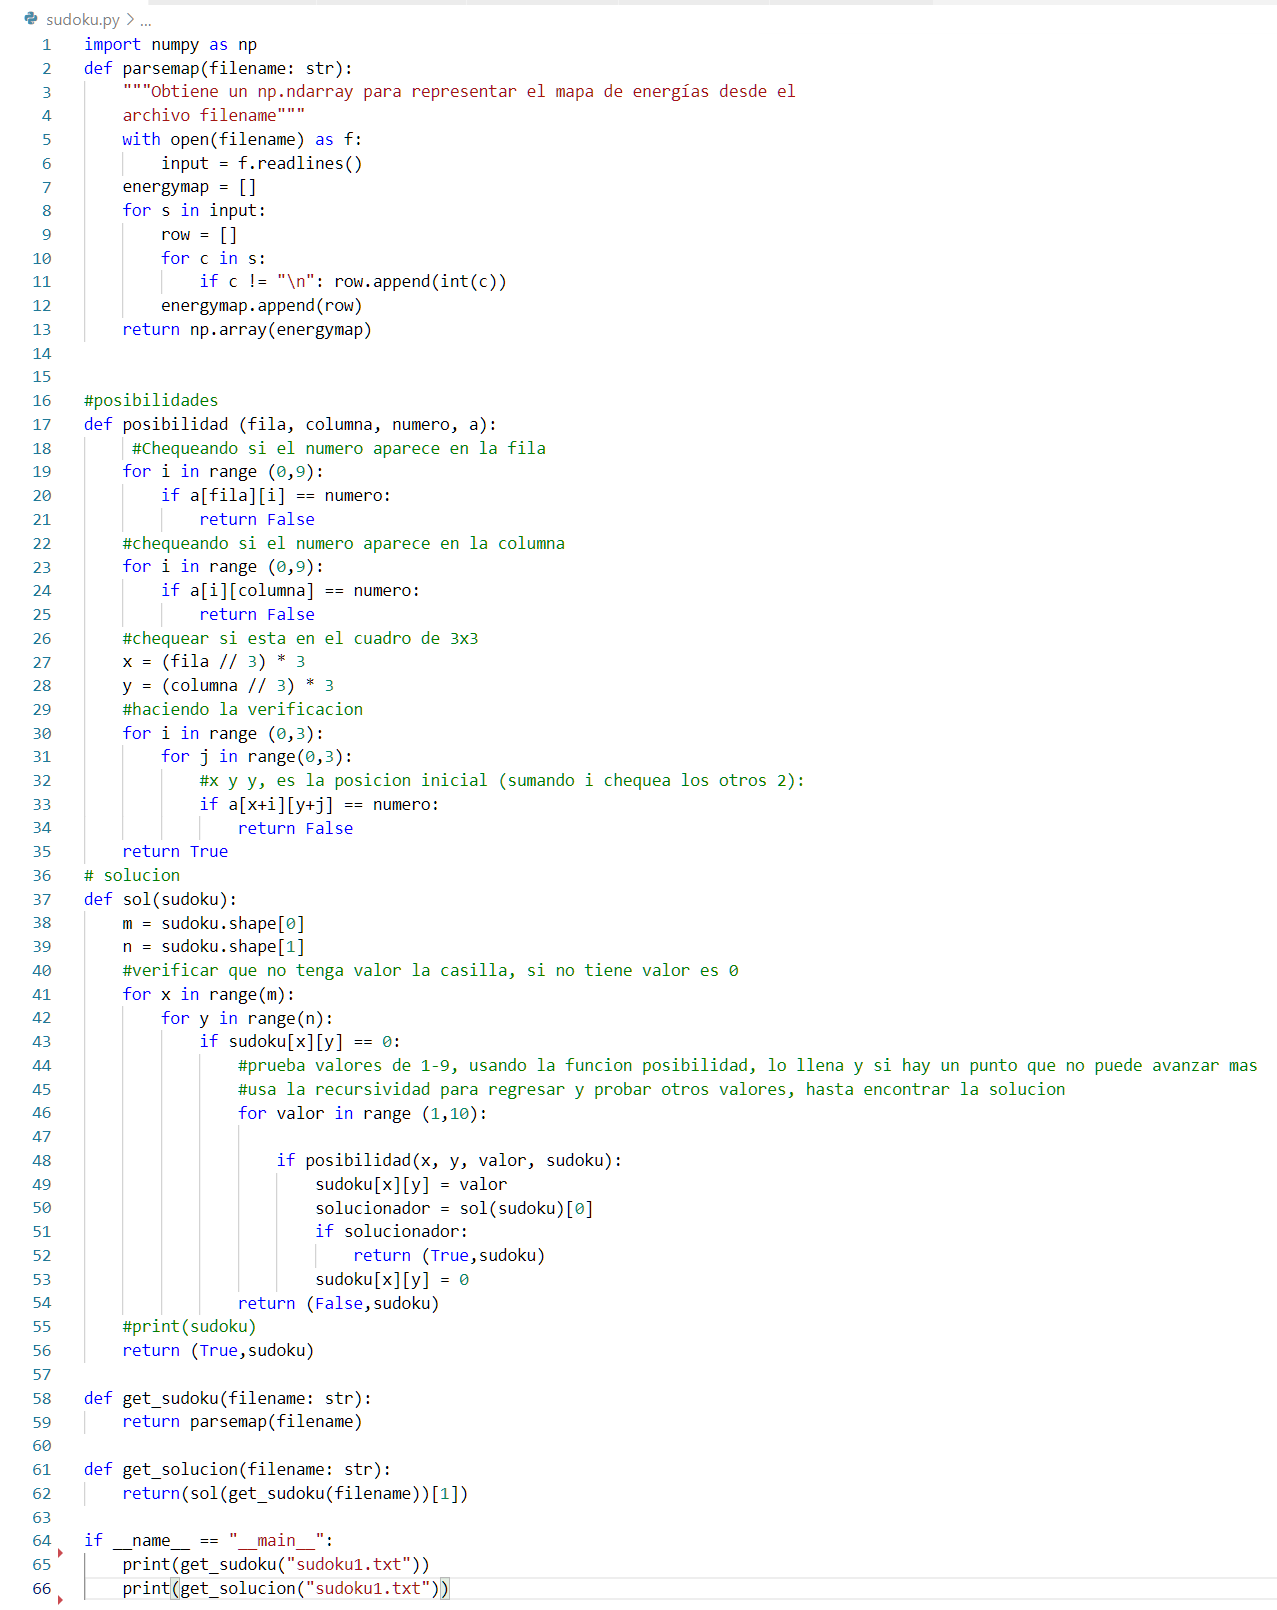 sudoku.py > ...
1 import numpy as np
2 def parsemap(filename: str):
3     """Obtiene un np.ndarray para representar el mapa de energías desde el
4     archivo filename"""
5     with open(filename) as f:
6         input = f.readlines()
7     energymap = []
8     for s in input:
9         row = []
10         for c in s:
11             if c != "\n": row.append(int(c))
12         energymap.append(row)
13     return np.array(energymap)
14
15
16 #posibilidades
17 def posibilidad (fila, columna, numero, a):
18      #Chequeando si el numero aparece en la fila
19     for i in range (0,9):
20         if a[fila][i] == numero:
21             return False
22     #chequeando si el numero aparece en la columna
23     for i in range (0,9):
24         if a[i][columna] == numero:
25             return False
26     #chequear si esta en el cuadro de 3x3
27     x = (fila // 3) * 3
28     y = (columna // 3) * 3
29     #haciendo la verificacion
30     for i in range (0,3):
31         for j in range(0,3):
32             #x y y, es la posicion inicial (sumando i chequea los otros 2):
33             if a[x+i][y+j] == numero:
34                 return False
35     return True
36 # solucion
37 def sol(sudoku):
38     m = sudoku.shape[0]
39     n = sudoku.shape[1]
40     #verificar que no tenga valor la casilla, si no tiene valor es 0
41     for x in range(m):
42         for y in range(n):
43             if sudoku[x][y] == 0:
44                 #prueba valores de 1-9, usando la funcion posibilidad, lo llena y si hay un punto que no puede avanzar mas
45                 #usa la recursividad para regresar y probar otros valores, hasta encontrar la solucion
46                 for valor in range (1,10):
47
48                     if posibilidad(x, y, valor, sudoku):
49                         sudoku[x][y] = valor
50                         solucionador = sol(sudoku)[0]
51                         if solucionador:
52                             return (True,sudoku)
53                         sudoku[x][y] = 0
54                 return (False,sudoku)
55     #print(sudoku)
56     return (True,sudoku)
57
58 def get_sudoku(filename: str):
59     return parsemap(filename)
60
61 def get_solucion(filename: str):
62     return(sol(get_sudoku(filename))[1])
63
64 if __name__ == "__main__":
65     print(get_sudoku("sudoku1.txt"))
66     print(get_solucion("sudoku1.txt"))